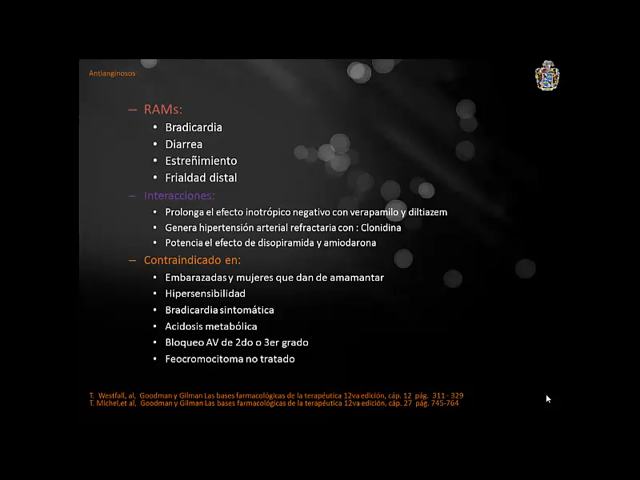 Antianginosos
– RAMs:
• Bradicardia
• Diarrea
• Estreñimiento
• Frialdad distal
– Interacciones:
• Prolonga el efecto inotrópico negativo con verapamilo y diltiazem
• Genera hipertensión arterial refractaria con : Clonidina
• Potencia el efecto de disopiramida y amiodarona
– Contraindicado en:
• Embarazadas y mujeres que dan de amamantar
• Hipersensibilidad
• Bradicardia sintomática
• Acidosis metabólica
• Bloqueo AV de 2do o 3er grado
• Feocromocitoma no tratado
T. Westfall, al, Goodman y Gilman Las bases farmacológicas de la terapéutica 12va edición, cáp. 12 pág. 311 - 329
T. Michel,et al, Goodman y Gilman Las bases farmacológicas de la terapéutica 12va edición, cáp. 27 pág. 745-764